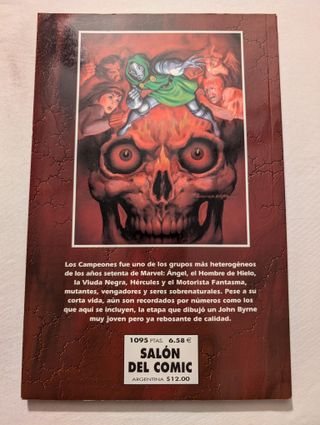 Los Campeones fue uno de los grupos más heterogéneos
de los años setenta de Marvel: Ángel, el Hombre de Hielo,
la Viuda Negra, Hércules y el Motorista Fantasma,
mutantes, vengadores y seres sobrenaturales. Pese a su
corta vida, aún son recordados por números como los
que aquí se incluyen, la etapa que dibujó un John Byrne
muy joven pero ya rebosante de calidad.
1095 PTAS. 6.58 €
SALÓN
DEL COMIC
ARGENTINA $12.00